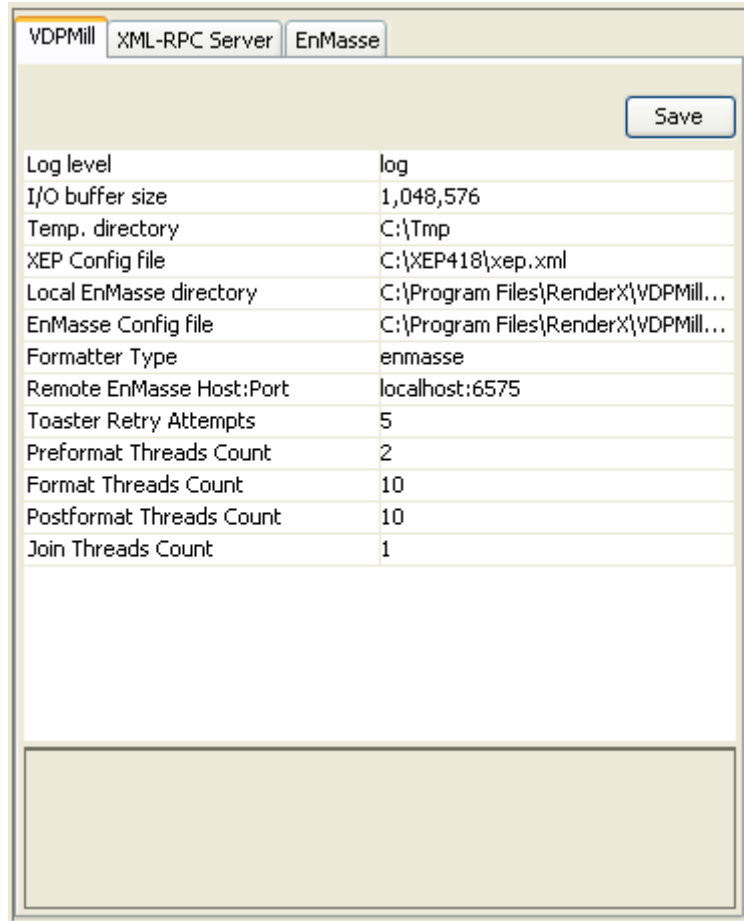 VDPMill XML-RPC Server EnMasse
Save
Log level log
I/O buffer size 1,048,576
Temp. directory C:\Tmp
XEP Config file C:\XEP418\xep.xml
Local EnMasse directory C:\Program Files\RenderX\VDPMill...
EnMasse Config file C:\Program Files\RenderX\VDPMill...
Formatter Type enmasse
Remote EnMasse Host:Port localhost:6575
Toaster Retry Attempts 5
Preformat Threads Count 2
Format Threads Count 10
Postformat Threads Count 10
Join Threads Count 1